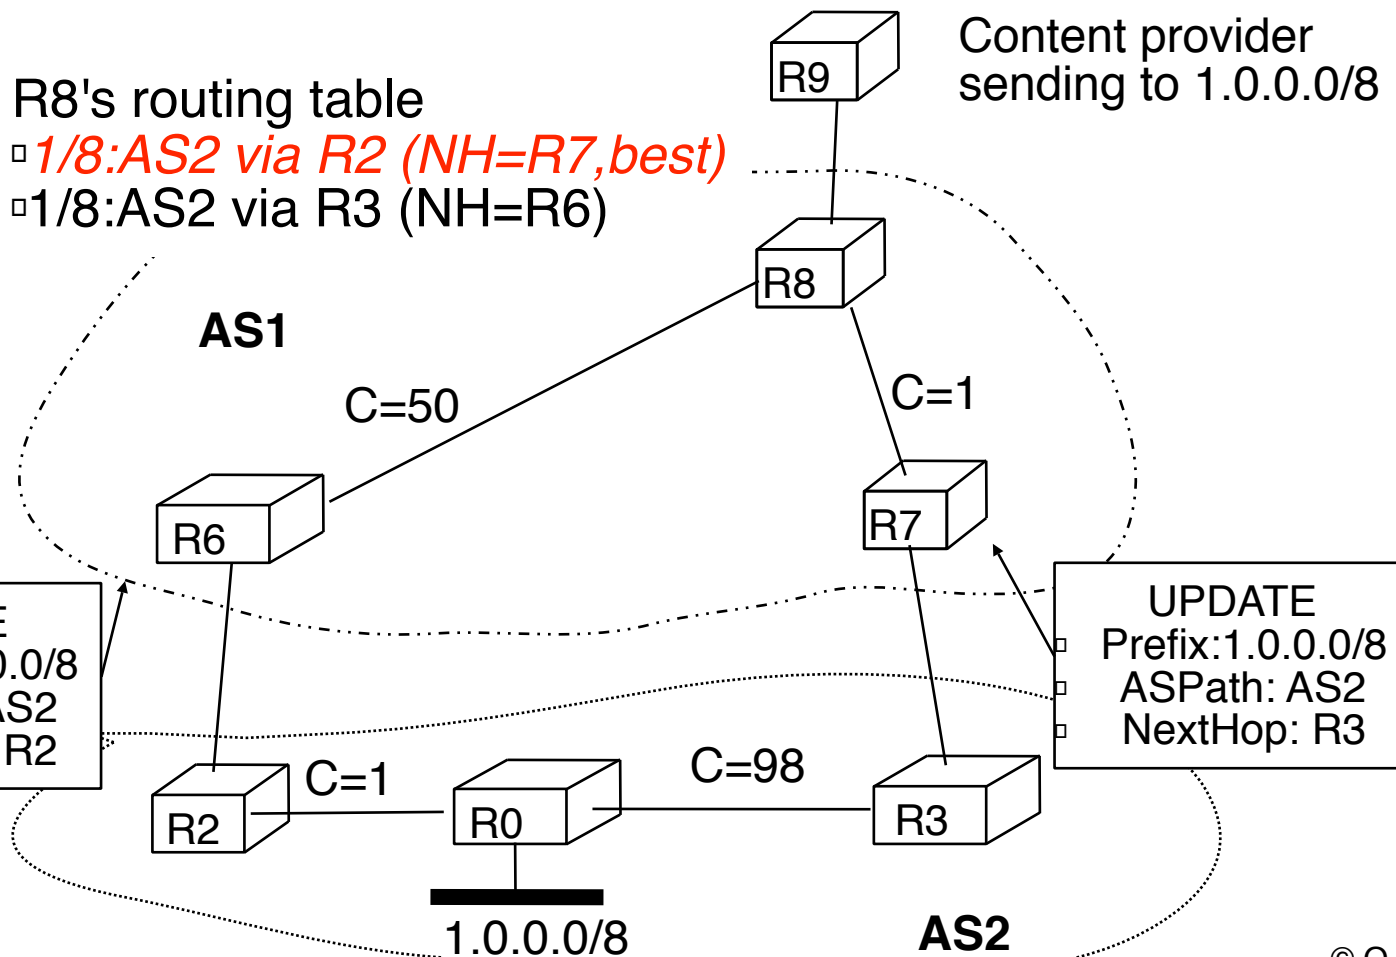 R9
Content provider
sending to 1.0.0.0/8
R8's routing table
1/8:AS2 via R2 (NH=R7,best)
1/8:AS2 via R3 (NH=R6)
R8
AS1
C=50
C=1
R6
R7
UPDATE
Prefix:1.0.0.0/8
ASPath: AS2
NextHop: R3
0.0/8
AS2
R2
C=1
C=98
R2
R0
R3
1.0.0.0/8
AS2